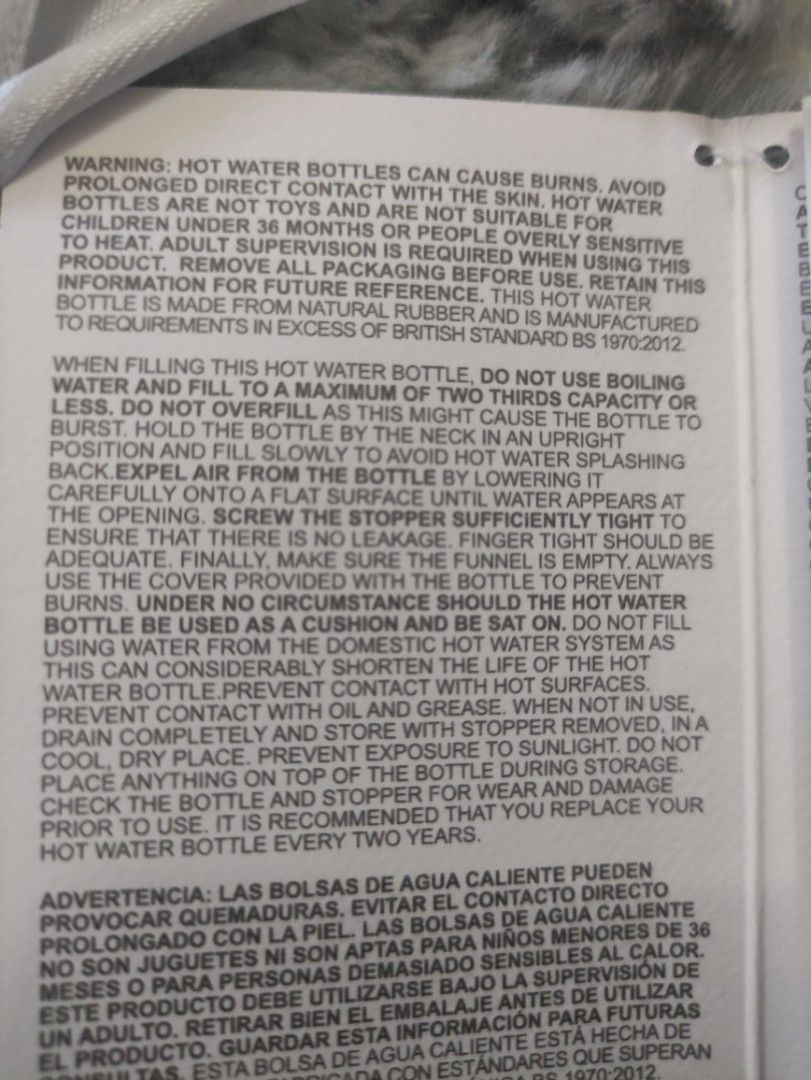 WARNING: HOT WATER BOTTLES CAN CAUSE BURNS. AVOID
PROLONGED DIRECT CONTACT WITH THE SKIN. HOT WATER
BOTTLES ARE NOT TOYS AND ARE NOT SUITABLE FOR
CHILDREN UNDER 36 MONTHS OR PEOPLE OVERLY SENSITIVE
TO HEAT. ADULT SUPERVISION IS REQUIRED WHEN USING THIS
PRODUCT. REMOVE ALL PACKAGING BEFORE USE. RETAIN THIS
INFORMATION FOR FUTURE REFERENCE. THIS HOT WATER
BOTTLE IS MADE FROM NATURAL RUBBER AND IS MANUFACTURED
TO REQUIREMENTS IN EXCESS OF BRITISH STANDARD BS 1970:2012.
WHEN FILLING THIS HOT WATER BOTTLE, DO NOT USE BOILING
WATER AND FILL TO A MAXIMUM OF TWO THIRDS CAPACITY OR
LESS. DO NOT OVERFILL AS THIS MIGHT CAUSE THE BOTTLE TO
BURST. HOLD THE BOTTLE BY THE NECK IN AN UPRIGHT
POSITION AND FILL SLOWLY TO AVOID HOT WATER SPLASHING
BACK.EXPEL AIR FROM THE BOTTLE BY LOWERING IT
CAREFULLY ONTO A FLAT SURFACE UNTIL WATER APPEARS AT
THE OPENING. SCREW THE STOPPER SUFFICIENTLY TIGHT TO
ENSURE THAT THERE IS NO LEAKAGE. FINGER TIGHT SHOULD BE
ADEQUATE. FINALLY, MAKE SURE THE FUNNEL IS EMPTY. ALWAYS
USE THE COVER PROVIDED WITH THE BOTTLE TO PREVENT
BURNS. UNDER NO CIRCUMSTANCE SHOULD THE HOT WATER
BOTTLE BE USED AS A CUSHION AND BE SAT ON. DO NOT FILL
USING WATER FROM THE DOMESTIC HOT WATER SYSTEM AS
THIS CAN CONSIDERABLY SHORTEN THE LIFE OF THE HOT
WATER BOTTLE.PREVENT CONTACT WITH HOT SURFACES.
PREVENT CONTACT WITH OIL AND GREASE. WHEN NOT IN USE,
DRAIN COMPLETELY AND STORE WITH STOPPER REMOVED, IN A
COOL, DRY PLACE. PREVENT EXPOSURE TO SUNLIGHT. DO NOT
PLACE ANYTHING ON TOP OF THE BOTTLE DURING STORAGE.
CHECK THE BOTTLE AND STOPPER FOR WEAR AND DAMAGE
PRIOR TO USE. IT IS RECOMMENDED THAT YOU REPLACE YOUR
HOT WATER BOTTLE EVERY TWO YEARS.
ADVERTENCIA: LAS BOLSAS DE AGUA CALIENTE PUEDEN
PROVOCAR QUEMADURAS. EVITAR EL CONTACTO DIRECTO
PROLONGADO CON LA PIEL. LAS BOLSAS DE AGUA CALIENTE
NO SON JUGUETES NI SON APTAS PARA NIÑOS MENORES DE 36
MESES O PARA PERSONAS DEMASIADO SENSIBLES AL CALOR.
ESTE PRODUCTO DEBE UTILIZARSE BAJO LA SUPERVISIÓN DE
UN ADULTO. RETIRAR BIEN EL EMBALAJE ANTES DE UTILIZAR
EL PRODUCTO. GUARDAR ESTA INFORMACIÓN PARA FUTURAS
CONSULTAS. ESTA BOLSA DE AGUA CALIENTE ESTÁ HECHA DE
FABRICADA CON ESTÁNDARES QUE SUPERAN
BS 1970:2012.